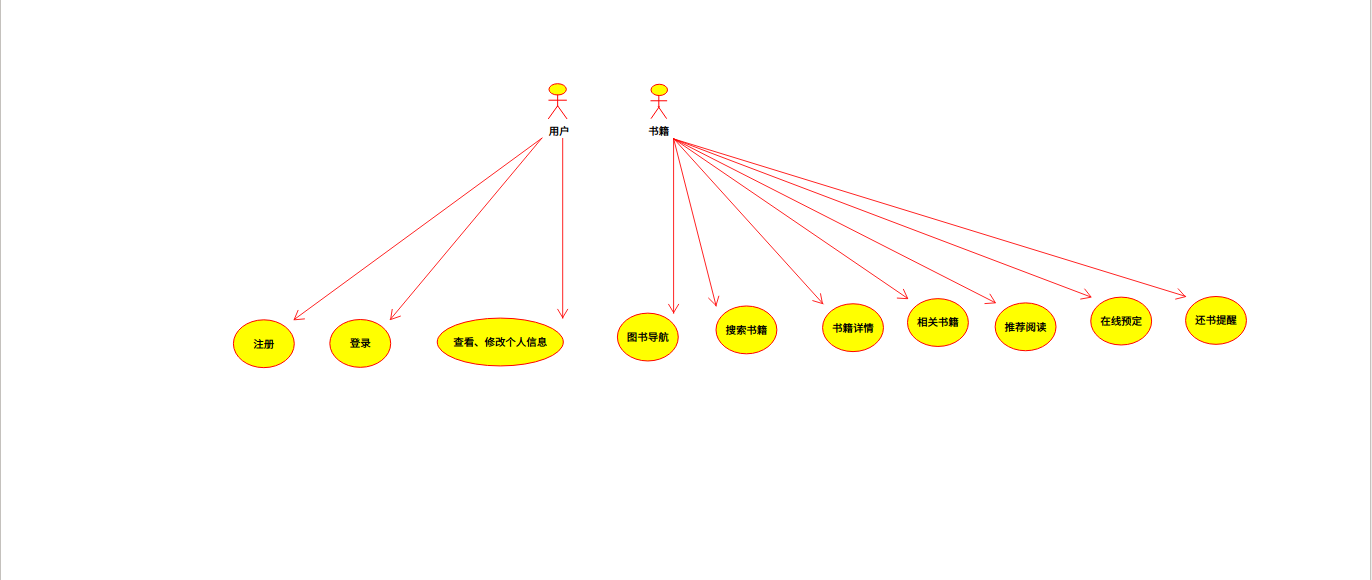 用户
书籍
注册
登录
查看、修改个人信息
图书导航
搜索书籍
书籍详情
相关书籍
推荐阅读
在线预定
还书提醒